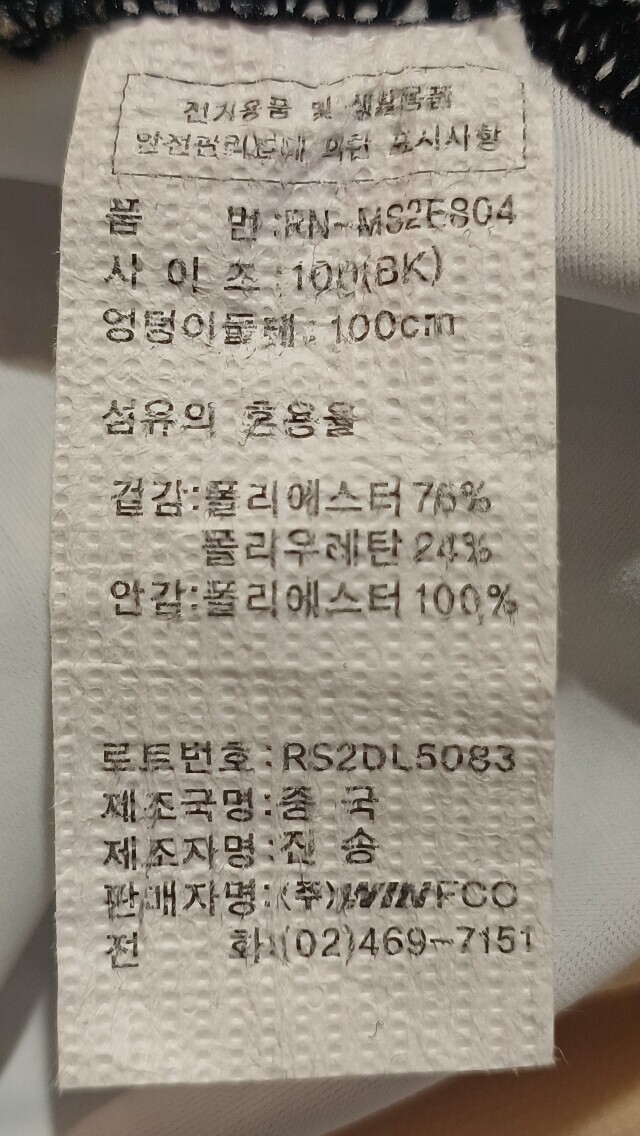 전기용품 및 생활용품
안전관리법에 의한 표시사항
품 번:RN-MS2E804
사 이 즈:100(BK)
엉덩이둘레:100cm
섬유의 혼용율
겉감:폴리에스터 76%
폴리우레탄 24%
안감:폴리에스터 100%
로트번호:RS2DL5083
제조국명:중 국
제조자명:진 송
판매자명:(주)WINFCO
전 화:(02)469-7151